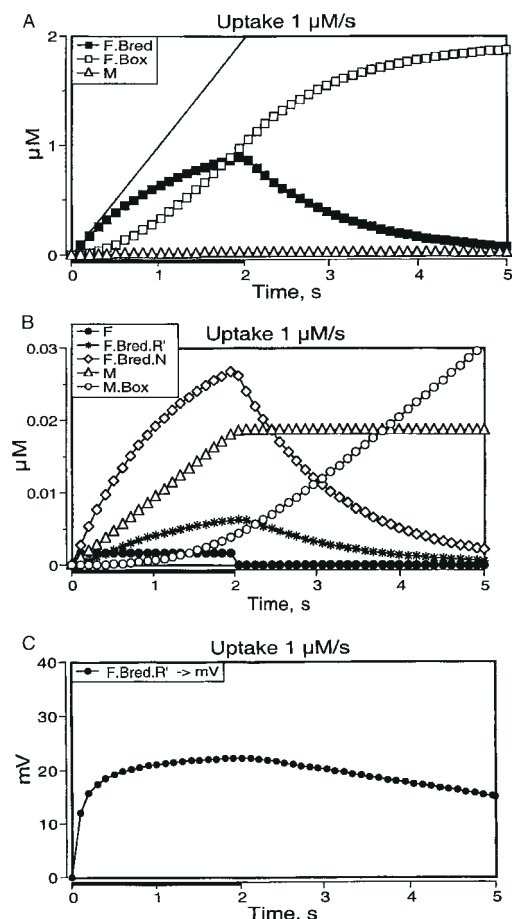 A
Uptake 1 µM/s
F.Bred
F.Box
M
2
1
0
µM
0 1 2 3 4 5
Time, s
B
Uptake 1 µM/s
F
F.Bred.R'
F.Bred.N
M
M.Box
0.03
0.02
0.01
0
µM
0 1 2 3 4 5
Time, s
C
Uptake 1 µM/s
F.Bred.R' -> mV
40
30
20
10
0
mV
0 1 2 3 4 5
Time, s